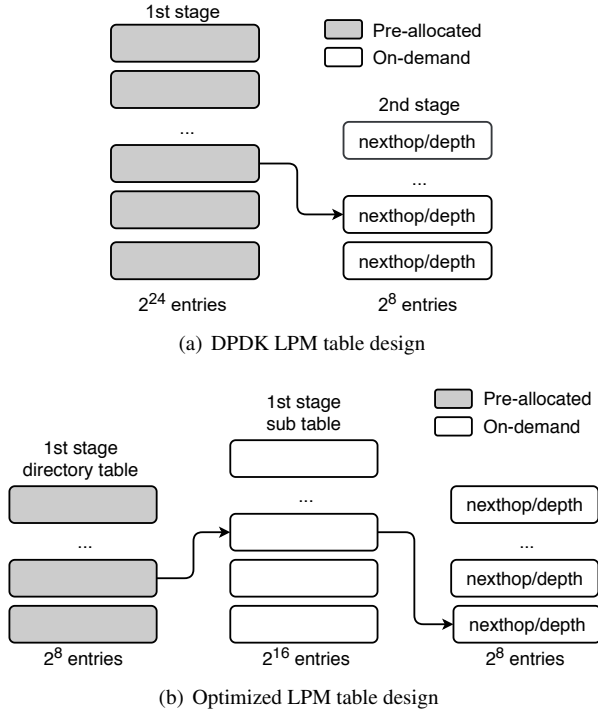 1st stage
Pre-allocated
On-demand
2nd stage
nexthop/depth
...
...
nexthop/depth
nexthop/depth
2^24 entries
2^8 entries
(a) DPDK LPM table design
Pre-allocated
On-demand
1st stage
sub table
1st stage
directory table
...
nexthop/depth
...
...
nexthop/depth
nexthop/depth
2^8 entries
2^16 entries
2^8 entries
(b) Optimized LPM table design